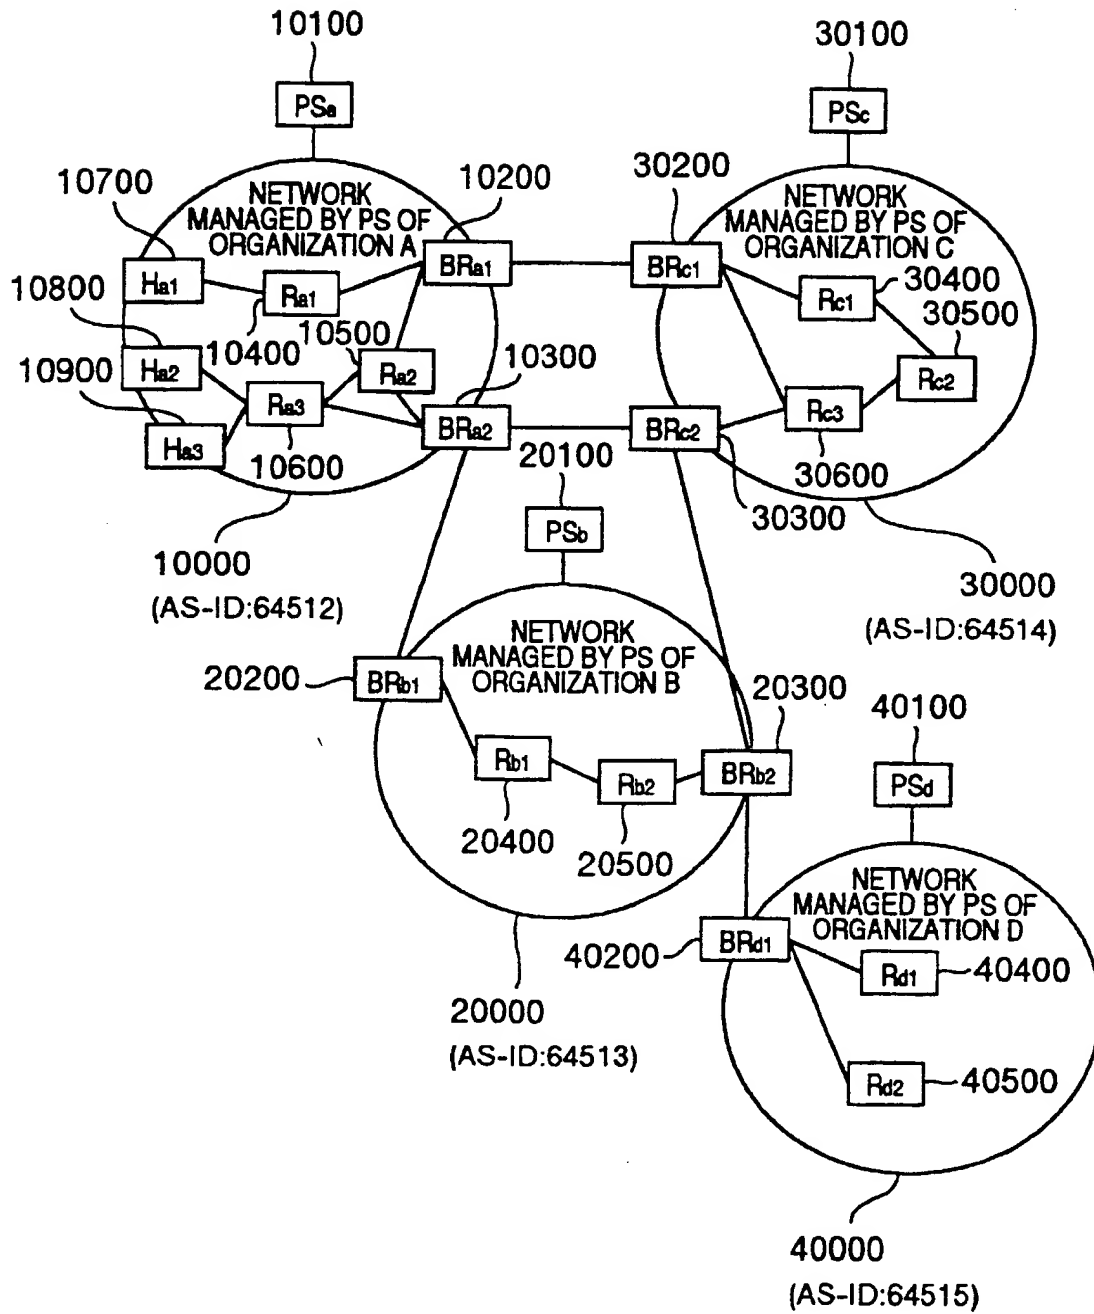 10100
30100
PSa
PSc
10700
10200
30200
NETWORK
MANAGED BY PS OF
ORGANIZATION A
NETWORK
MANAGED BY PS OF
ORGANIZATION C
Ha1
BRa1
BRc1
10800
Ra1
Rc1
30400
10500
30500
10400
10300
Ha2
Ra2
Rc2
10900
Ra3
Rc3
BRa2
BRc2
Ha3
10600
20100
30600
30300
PSb
10000
(AS-ID:64512)
30000
(AS-ID:64514)
NETWORK
MANAGED BY PS OF
ORGANIZATION B
20200
BRb1
20300
40100
Rb1
Rb2
BRb2
PSd
20400
20500
NETWORK
MANAGED BY PS OF
ORGANIZATION D
40200
BRd1
Rd1
40400
20000
(AS-ID:64513)
Rd2
40500
40000
(AS-ID:64515)